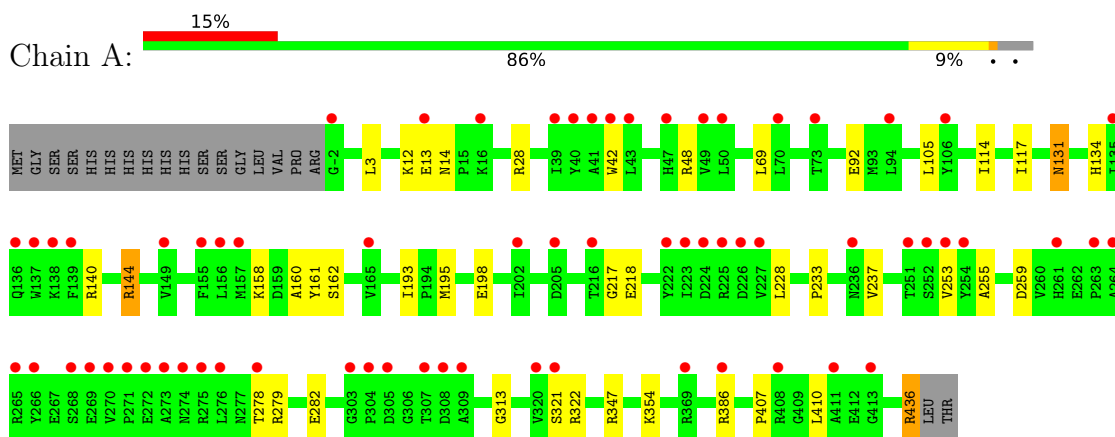 15%
Chain A:
86% 9% • •
MET GLY SER SER HIS HIS HIS HIS HIS HIS SER SER GLY LEU VAL PRO ARG G-2 L3 K12 E13 N14 P15 K16 R28 I39 Y40 A41 W42 L43 H47 R48 V49 L50 L69 L70 T73 E92 M93 L94 L105 Y106 I114 I117 N131 H134 I135
Q136 W137 K138 F139 R140 R144 V149 F155 L156 M157 K158 D159 A160 Y161 S162 V165 I193 P194 M195 E198 I202 D205 T216 G217 E218 Y222 I223 D224 R225 D226 V227 L228 P233 N236 V237 T251 S252 V253 Y254 A255 D259 V260 H261 E262 P263 A264
R265 Y266 E267 S268 E269 V270 P271 E272 A273 N274 R275 L276 N277 T278 R279 E282 G303 P304 D305 G306 T307 D308 A309 G313 V320 S321 R322 R347 K354 R369 R386 P407 R408 G409 L410 A411 E412 G413 R436 LEU THR